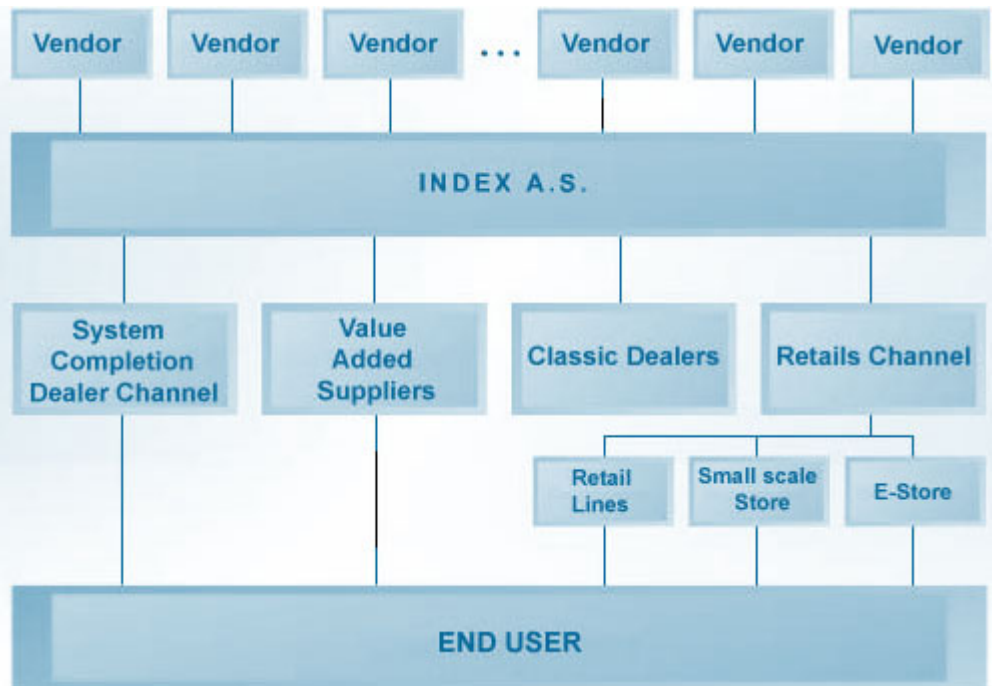 Vendor
Vendor
Vendor
...
Vendor
Vendor
Vendor
INDEX A.S.
System
Completion
Dealer Channel
Value
Added
Suppliers
Classic Dealers
Retails Channel
Retail
Lines
Small scale
Store
E-Store
END USER